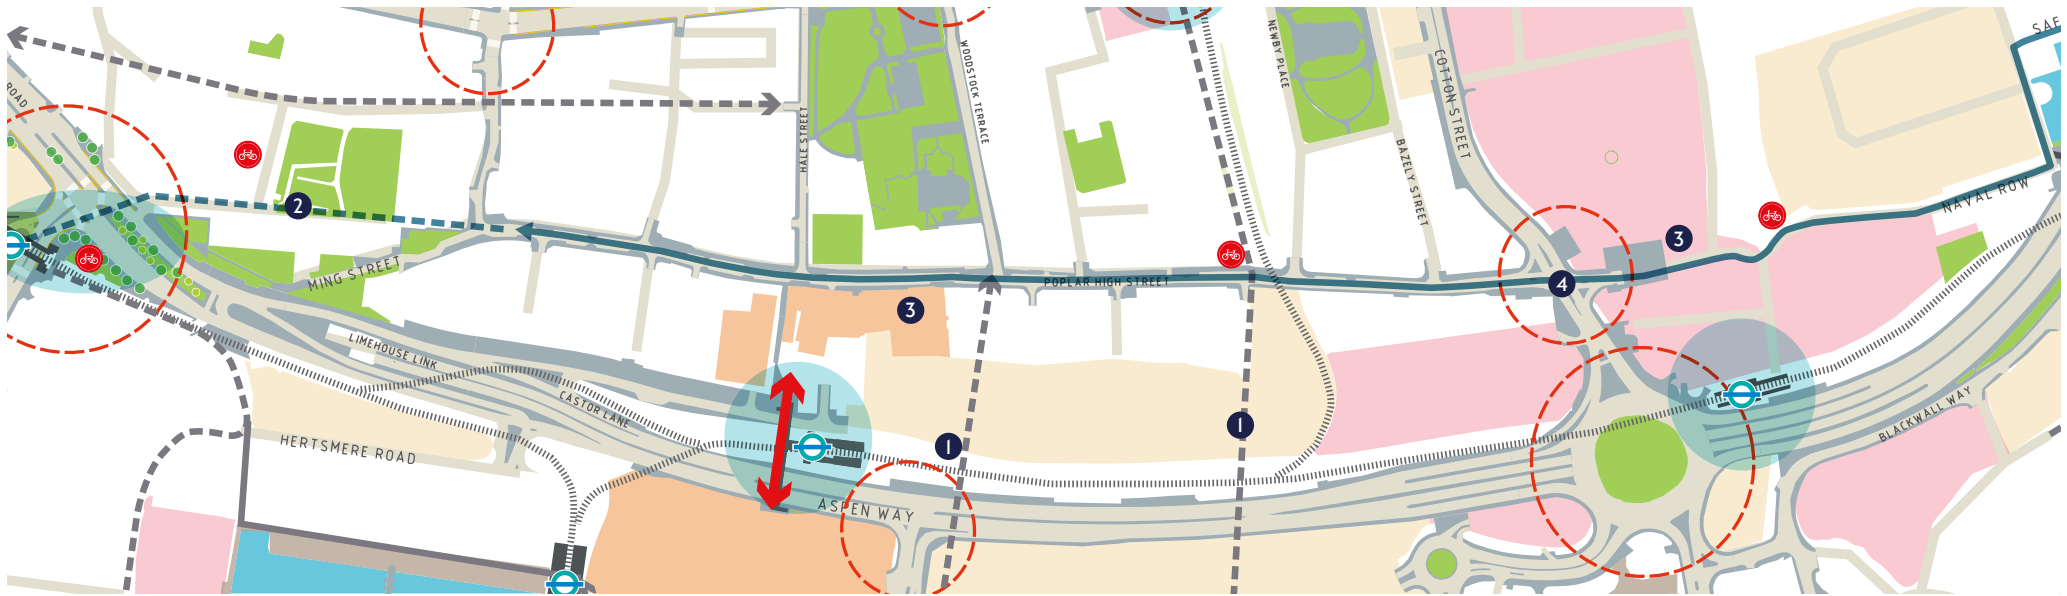 SAF
ROAD
WOODSTOCK TERRACE
NEWBY PLACE
COTTON STREET
HALE STREET
BAZELY STREET
2
NAVAL ROW
3
MING STREET
POPLAR HIGH STREET
4
3
LIMEHOUSE LINK
CASTOR LANE
BLACKWALL WAY
1
HERTSMERE ROAD
1
ASPEN WAY